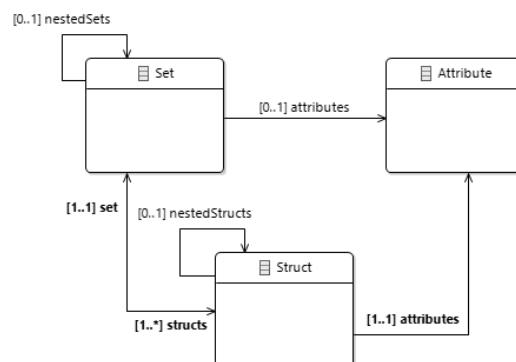 [0..1] nestedSets
Set
Attribute
[0..1] attributes
[1..1] set
[0..1] nestedStructs
Struct
[1..*] structs
[1..1] attributes